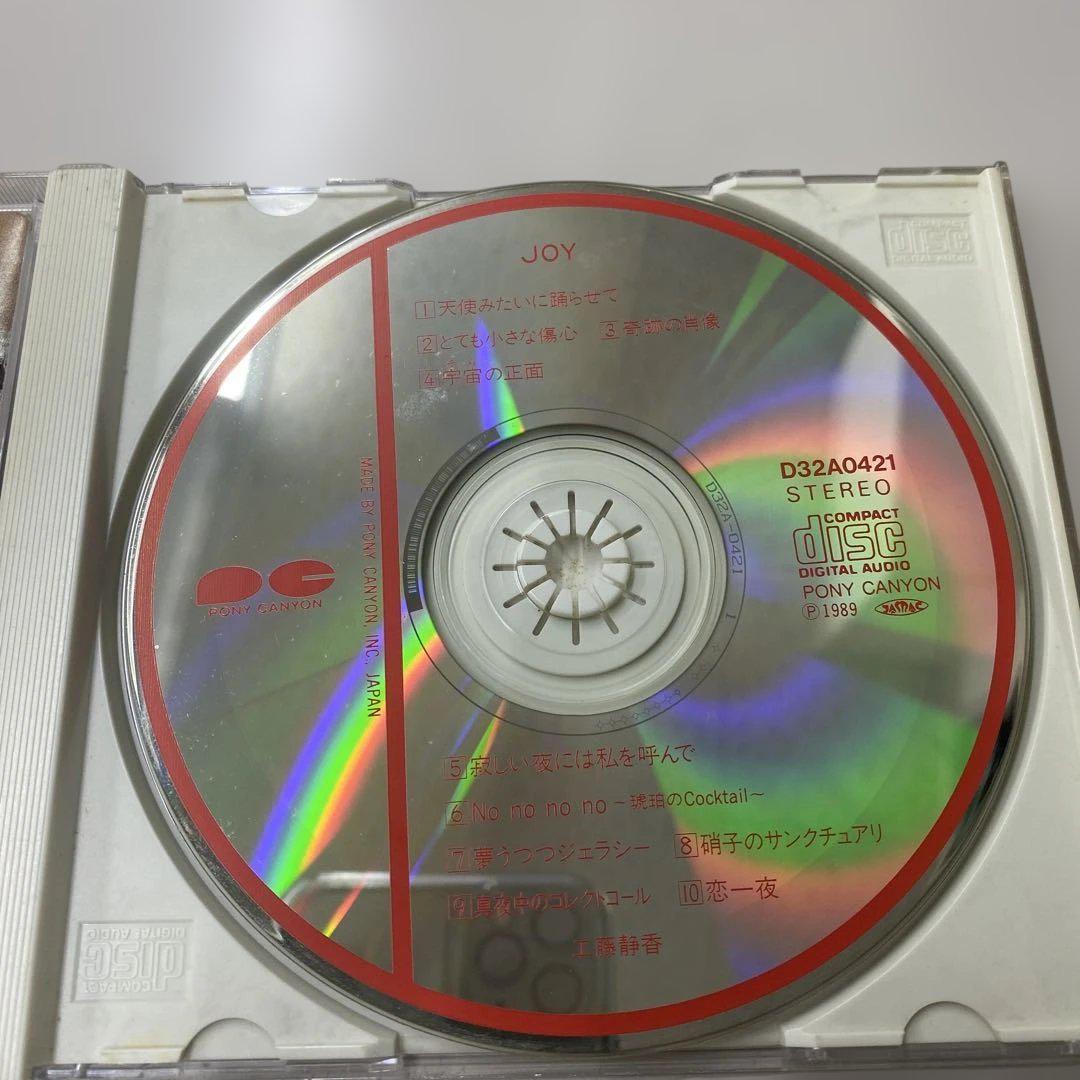 JOY
1 天使みたいに踊らせて
2 とても小さな傷心 3 奇跡の肖像
4 宇宙の正面
D32A0421
STEREO
COMPACT
disc
DIGITAL AUDIO
PONY CANYON
Ⓟ 1989 JASRAC
PONY CANYON
MADE BY PONY CANYON, INC., JAPAN
D32A-0421 1
5 寂しい夜には私を呼んで
6 No no no no ~琥珀のCocktail~
7 夢うつつジェラシー 8 硝子のサンクチュアリ
9 真夜中のコレクトコール 10 恋一夜
工藤静香
COMPACT
disc
DIGITAL AUDIO
COMPACT
disc
DIGITAL AUDIO